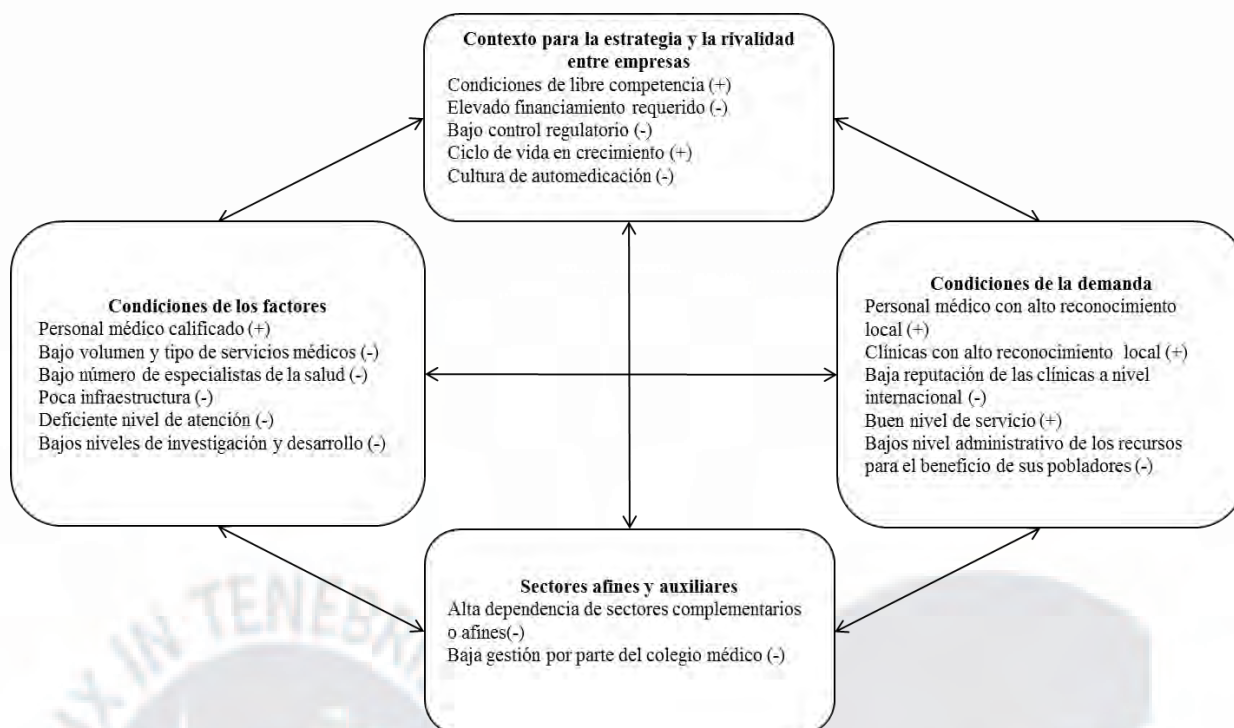 Contexto para la estrategia y la rivalidad
entre empresas
Condiciones de libre competencia (+)
Elevado financiamiento requerido (-)
Bajo control regulatorio (-)
Ciclo de vida en crecimiento (+)
Cultura de automedicación (-)
Condiciones de los factores
Personal médico calificado (+)
Bajo volumen y tipo de servicios médicos (-)
Bajo número de especialistas de la salud (-)
Poca infraestructura (-)
Deficiente nivel de atención (-)
Bajos niveles de investigación y desarrollo (-)
Condiciones de la demanda
Personal médico con alto reconocimiento
local (+)
Clínicas con alto reconocimiento local (+)
Baja reputación de las clínicas a nivel
internacional (-)
Buen nivel de servicio (+)
Bajos nivel administrativo de los recursos
para el beneficio de sus pobladores (-)
Sectores afines y auxiliares
Alta dependencia de sectores complementarios
o afines(-)
Baja gestión por parte del colegio médico (-)
IN